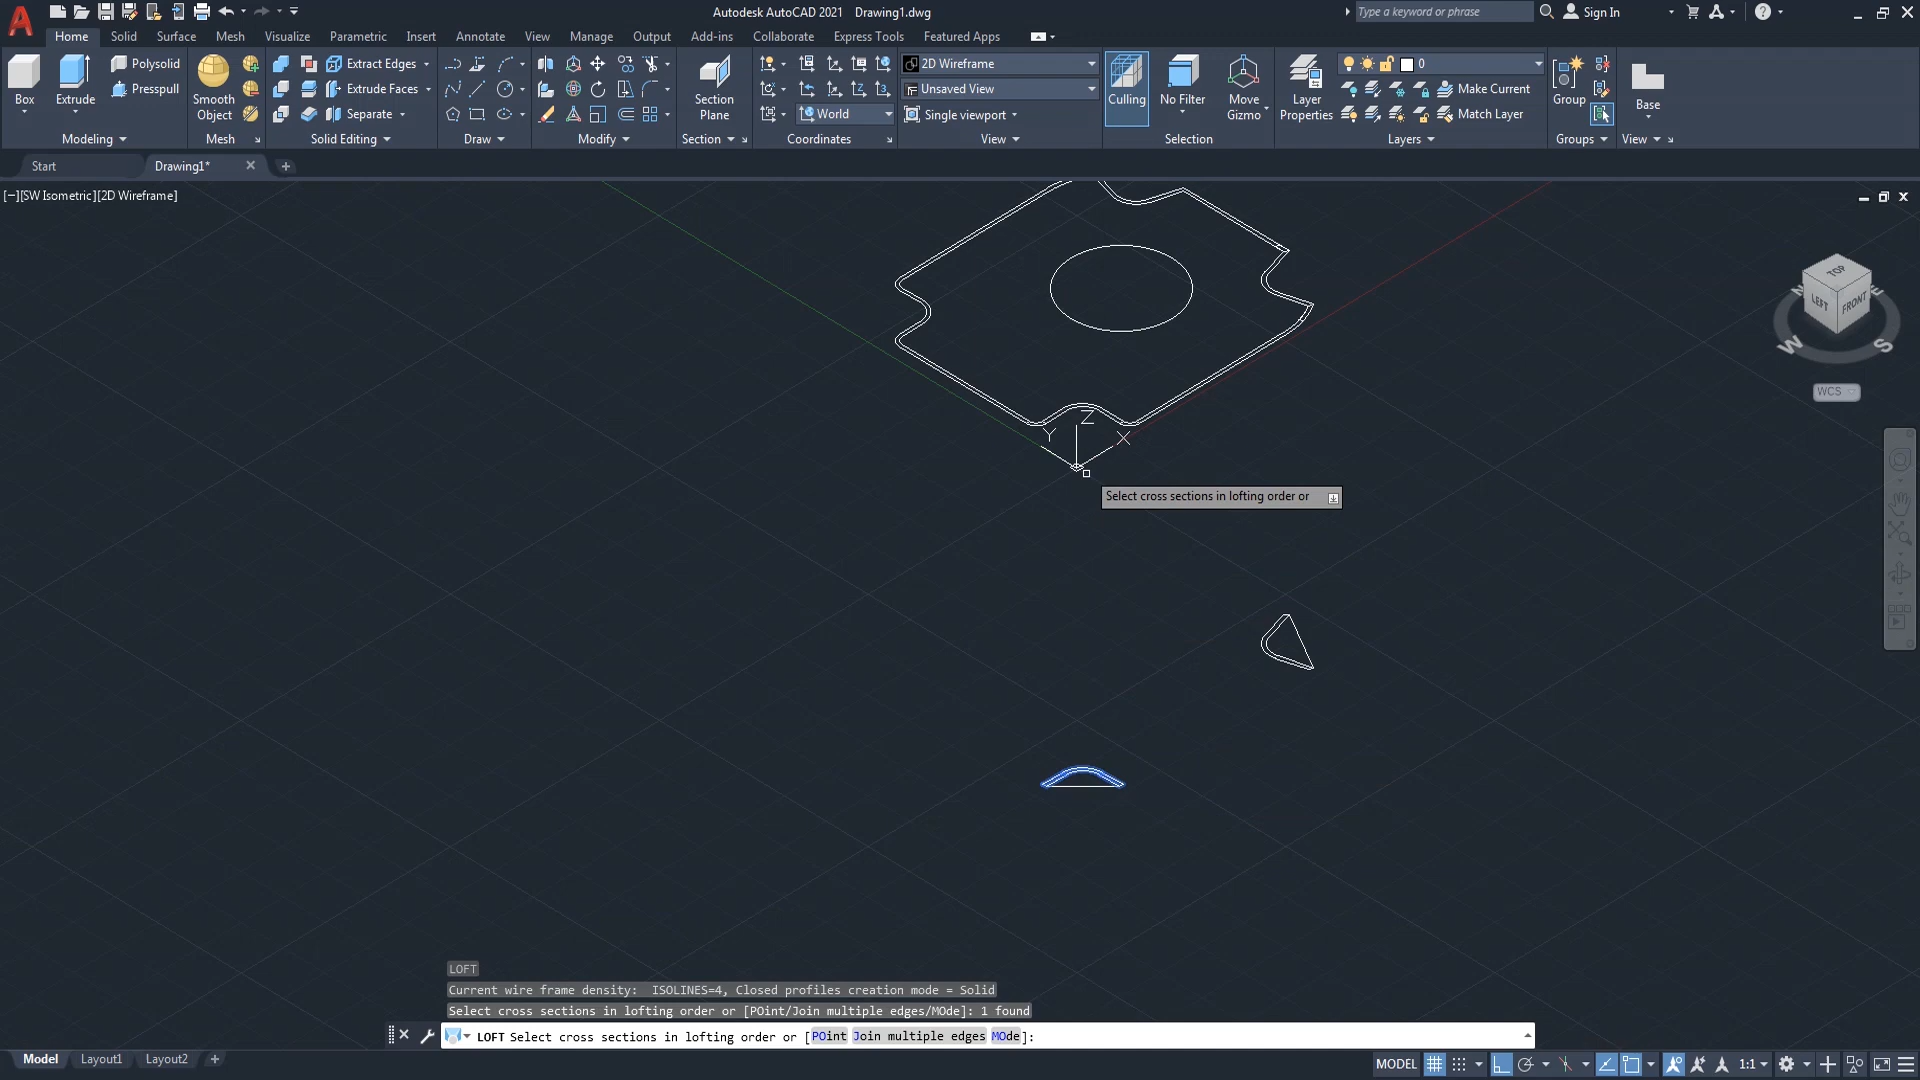 Autodesk AutoCAD 2021 Drawing1.dwg
Type a keyword or phrase
Sign In
Home Solid Surface Mesh Visualize Parametric Insert Annotate View Manage Output Add-ins Collaborate Express Tools Featured Apps
Box
Extrude
Polysolid
Presspull
Modeling
Smooth Object
Mesh
Extract Edges
Extrude Faces
Separate
Solid Editing
Draw
Modify
Section Plane
Section
World
Coordinates
2D Wireframe
Unsaved View
Single viewport
View
Culling
No Filter
Move Gizmo
Selection
Layer Properties
0
Make Current
Match Layer
Layers
Group
Groups
Base
View
Start
Drawing1*
[−][SW Isometric][2D Wireframe]
TOP
LEFT
FRONT
N
E
W
S
WCS
Z
Y
X
Select cross sections in lofting order or
LOFT
Current wire frame density: ISOLINES=4, Closed profiles creation mode = Solid
Select cross sections in lofting order or [POint/Join multiple edges/MOde]: 1 found
LOFT Select cross sections in lofting order or [POint Join multiple edges MOde]:
Model Layout1 Layout2
MODEL
1:1